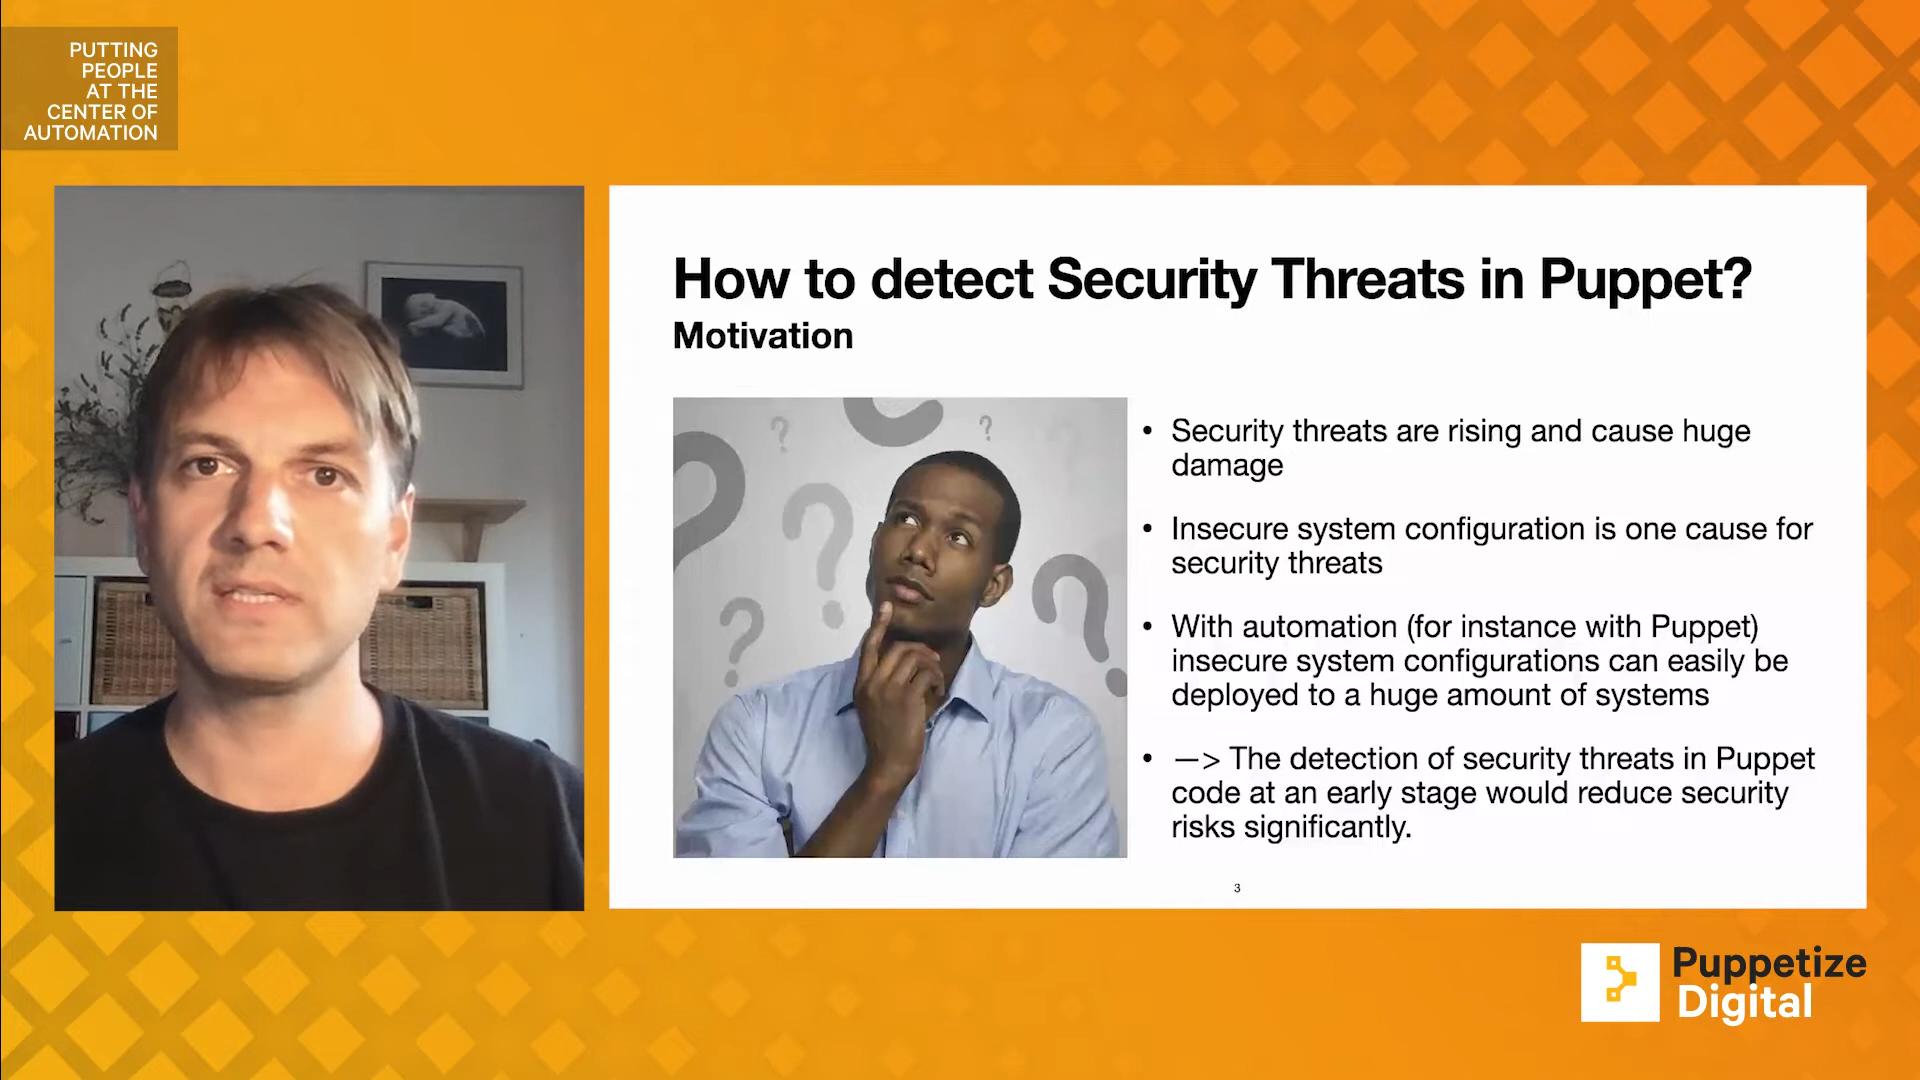 PUTTING
PEOPLE
AT THE
CENTER OF
AUTOMATION
How to detect Security Threats in Puppet?
Motivation
• Security threats are rising and cause huge
damage
• Insecure system configuration is one cause for
security threats
• With automation (for instance with Puppet)
insecure system configurations can easily be
deployed to a huge amount of systems
• —> The detection of security threats in Puppet
code at an early stage would reduce security
risks significantly.
3
Puppetize
Digital